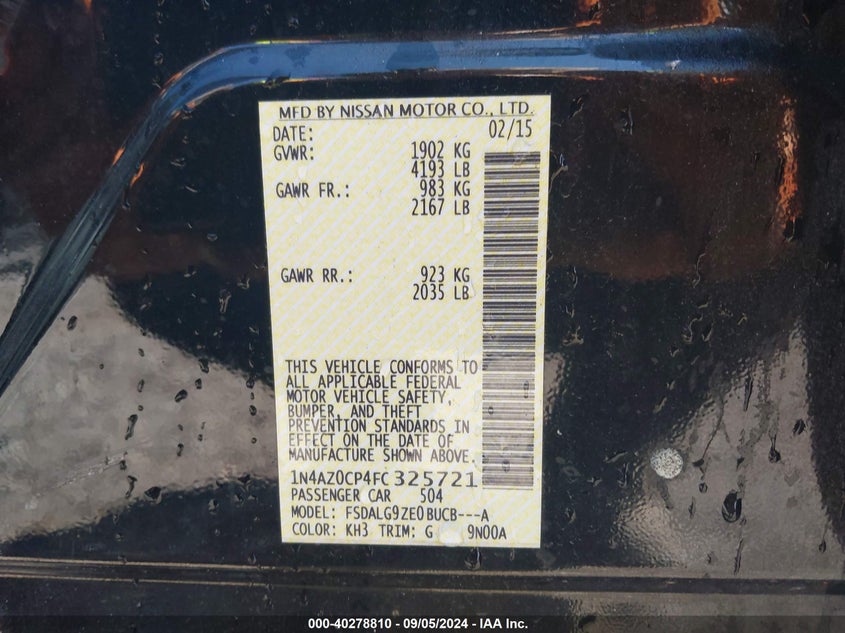 MFD BY NISSAN MOTOR CO., LTD.
DATE: 02/15
GVWR: 1902 KG
4193 LB
GAWR FR.: 983 KG
2167 LB
GAWR RR.: 923 KG
2035 LB
THIS VEHICLE CONFORMS TO
ALL APPLICABLE FEDERAL
MOTOR VEHICLE SAFETY,
BUMPER, AND THEFT
PREVENTION STANDARDS IN
EFFECT ON THE DATE OF
MANUFACTURE SHOWN ABOVE.
1N4AZ0CP4FC325721
PASSENGER CAR 504
MODEL: FSDALG9ZE0BUCB---A
COLOR: KH3 TRIM: G 9N00A
000-40278810 - 09/05/2024 - IAA Inc.